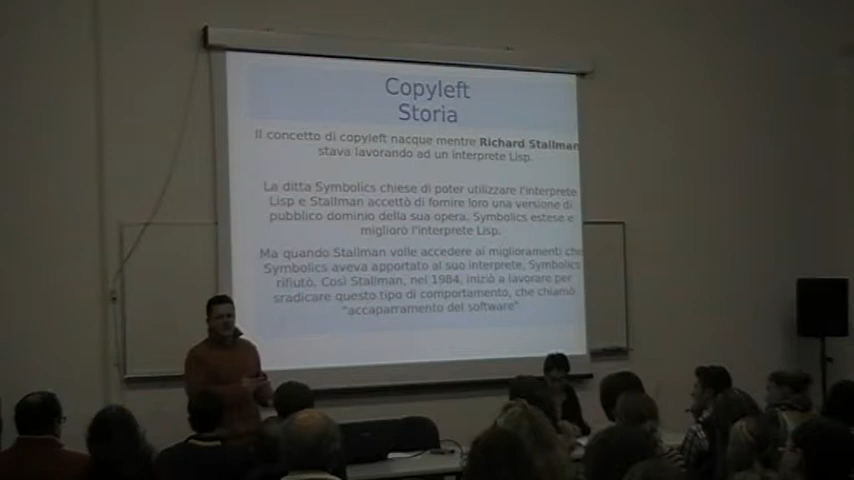 Copyleft
Storia
Il concetto di copyleft nacque mentre Richard Stallman
stava lavorando ad un interprete Lisp.
La ditta Symbolics chiese di poter utilizzare l'interprete
Lisp e Stallman accettò di fornire loro una versione di
pubblico dominio della sua opera. Symbolics estese e
migliorò l'interprete Lisp.
Ma quando Stallman volle accedere ai miglioramenti che
Symbolics aveva apportato al suo interprete, Symbolics
rifiutò. Così Stallman, nel 1984, iniziò a lavorare per
sradicare questo tipo di comportamento, che chiamò
"accaparramento del software".